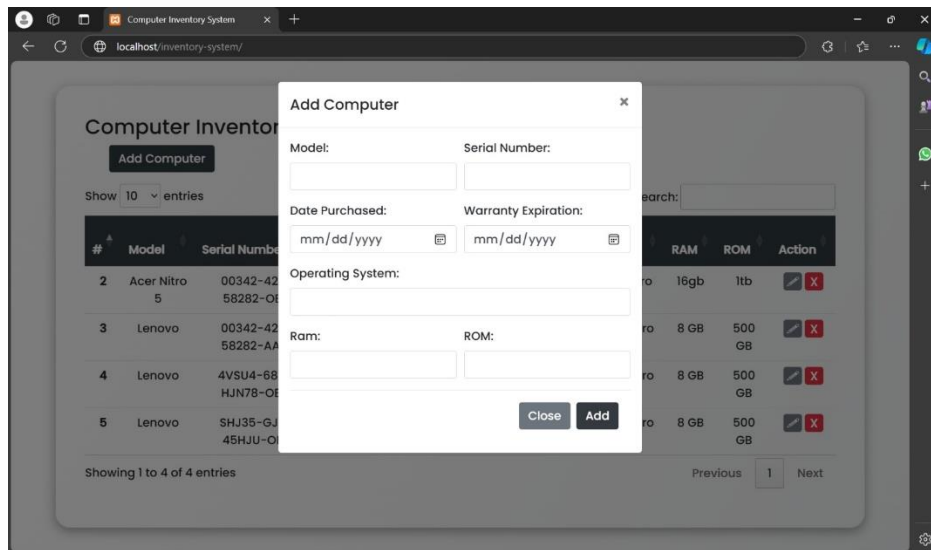 Computer Inventory System
localhost/inventory-system/
Computer Inventor
Add Computer
Show 10 entries
earch:
# Model Serial Numbe RAM ROM Action
2 Acer Nitro 5 00342-42 58282-OE ro 16gb 1tb X
3 Lenovo 00342-42 58282-AA ro 8 GB 500 GB X
4 Lenovo 4VSU4-68 HJN78-OE ro 8 GB 500 GB X
5 Lenovo SHJ35-GJ 45HJU-O ro 8 GB 500 GB X
Showing 1 to 4 of 4 entries
Previous 1 Next
Add Computer
Model: Serial Number:
Date Purchased: Warranty Expiration:
mm/dd/yyyy mm/dd/yyyy
Operating System:
Ram: ROM:
Close Add